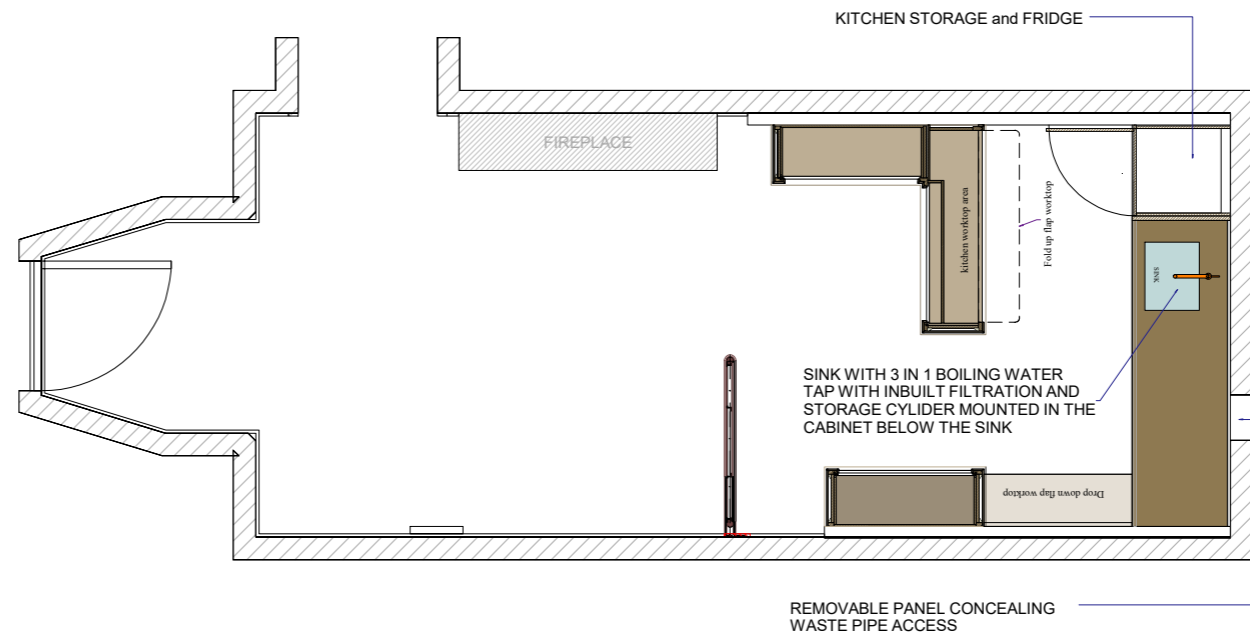 KITCHEN STORAGE and FRIDGE
FIREPLACE
kitchen worktop area
Fold up flap worktop
SINK
SINK WITH 3 IN 1 BOILING WATER
TAP WITH INBUILT FILTRATION AND
STORAGE CYLIDER MOUNTED IN THE
CABINET BELOW THE SINK
Drop down flap worktop
REMOVABLE PANEL CONCEALING
WASTE PIPE ACCESS